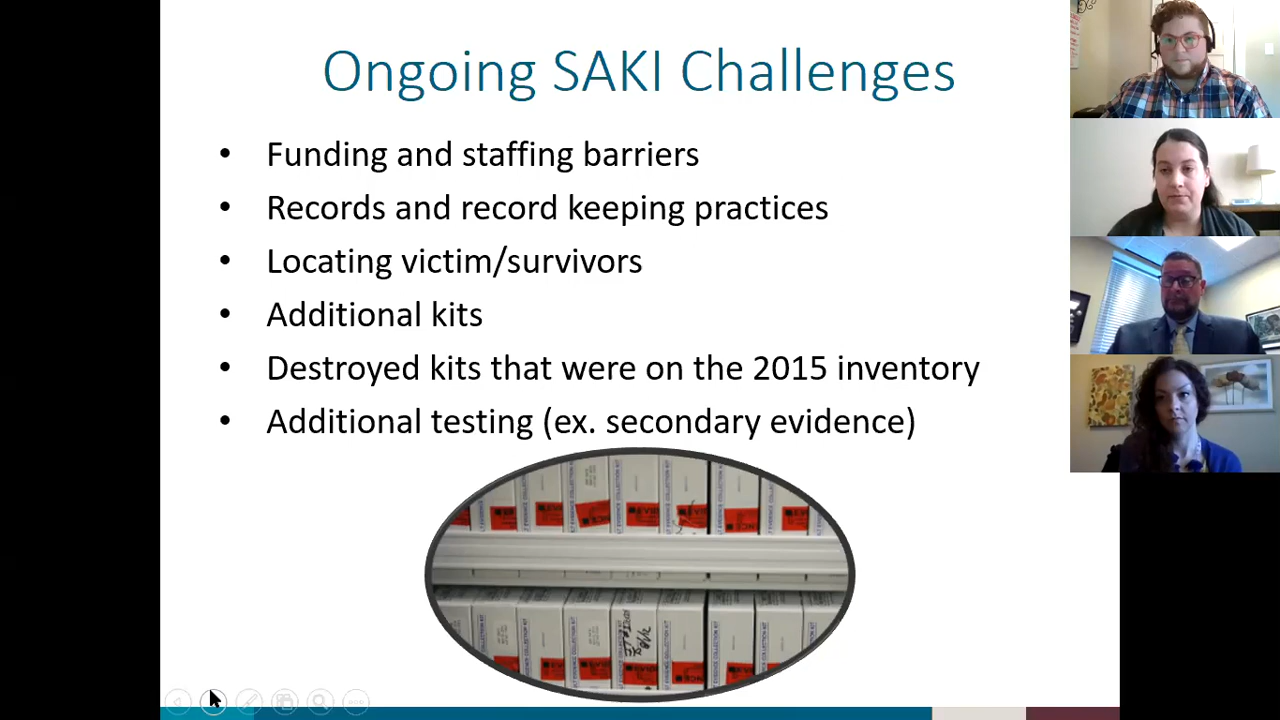 Ongoing SAKI Challenges
• Funding and staffing barriers
• Records and record keeping practices
• Locating victim/survivors
• Additional kits
• Destroyed kits that were on the 2015 inventory
• Additional testing (ex. secondary evidence)